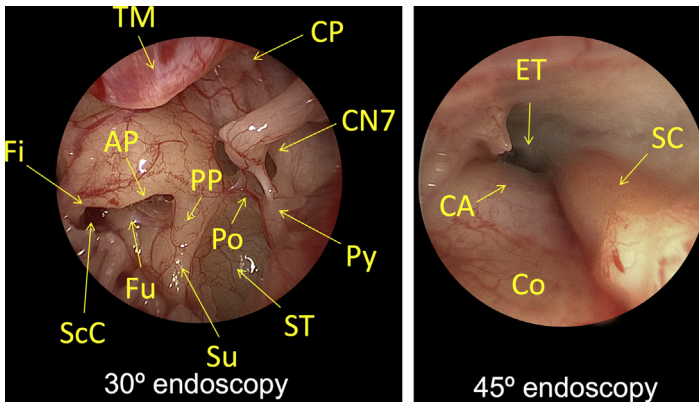 TM
CP
CN7
Fi
AP
PP
Po
Py
Fu
ScC
ST
Su
30º endoscopy
ET
SC
CA
Co
45º endoscopy